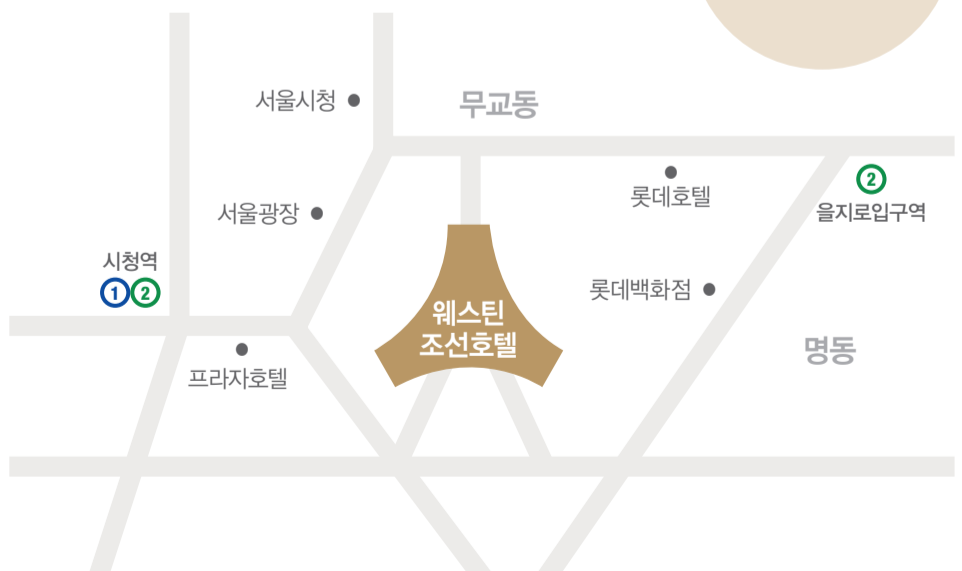 서울시청
무교동
2
롯데호텔
을지로입구역
서울광장
시청역
1 2
롯데백화점
웨스틴
조선호텔
명동
프라자호텔